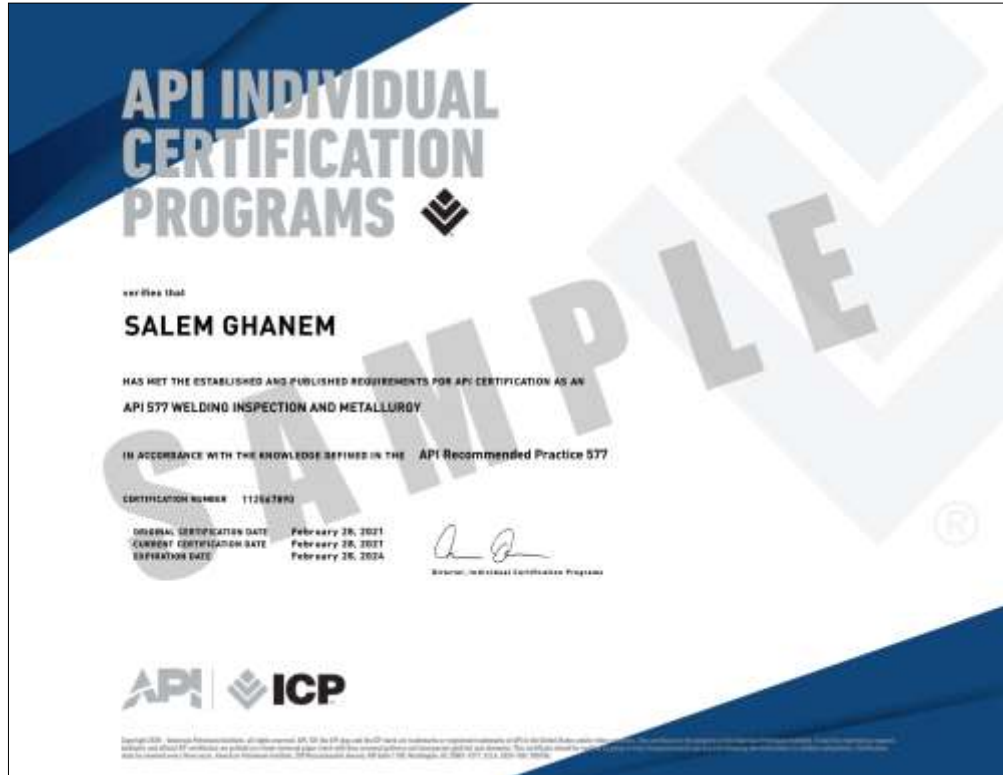 API INDIVIDUAL
CERTIFICATION
PROGRAMS
verifies that
SALEM GHANEM
HAS MET THE ESTABLISHED AND PUBLISHED REQUIREMENTS FOR API CERTIFICATION AS AN
API 577 WELDING INSPECTION AND METALLURGY
IN ACCORDANCE WITH THE KNOWLEDGE DEFINED IN THE API Recommended Practice 577
CERTIFICATION NUMBER 112567890
ORIGINAL CERTIFICATION DATE February 28, 2021
CURRENT CERTIFICATION DATE February 28, 2021
EXPIRATION DATE February 28, 2024
Director, Individual Certification Programs
SAMPLE
®
API ICP